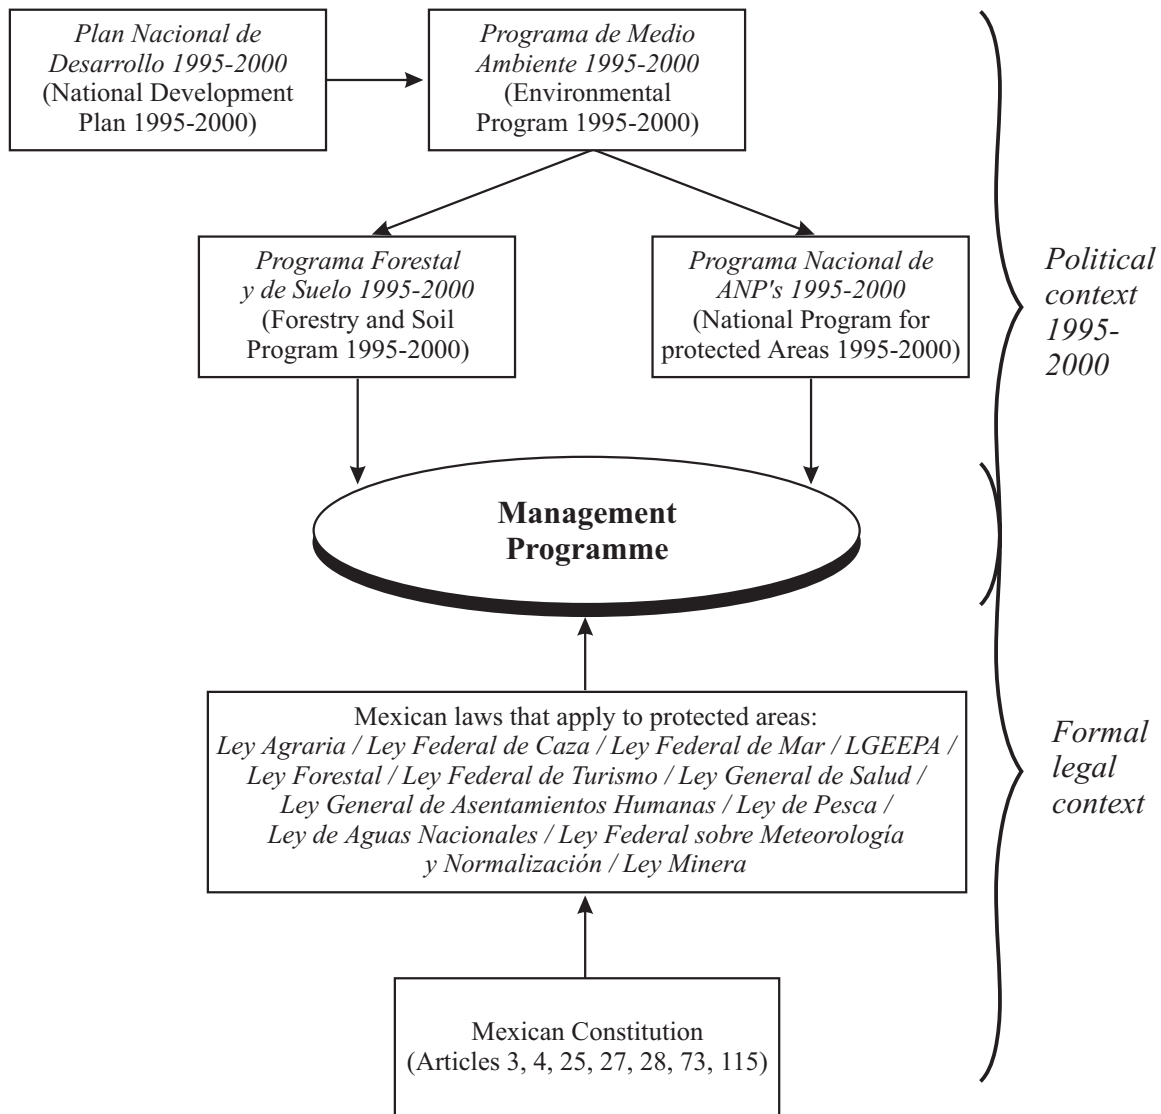 Plan Nacional de
Desarrollo 1995-2000
(National Development
Plan 1995-2000)
Programa de Medio
Ambiente 1995-2000
(Environmental
Program 1995-2000)
Programa Forestal
y de Suelo 1995-2000
(Forestry and Soil
Program 1995-2000)
Programa Nacional de
ANP's 1995-2000
(National Program for
protected Areas 1995-2000)
Political
context
1995-
2000
Management
Programme
Mexican laws that apply to protected areas:
Ley Agraria / Ley Federal de Caza / Ley Federal de Mar / LGEEPA /
Ley Forestal / Ley Federal de Turismo / Ley General de Salud /
Ley General de Asentamientos Humanas / Ley de Pesca /
Ley de Aguas Nacionales / Ley Federal sobre Meteorología
y Normalización / Ley Minera
Formal
legal
context
Mexican Constitution
(Articles 3, 4, 25, 27, 28, 73, 115)